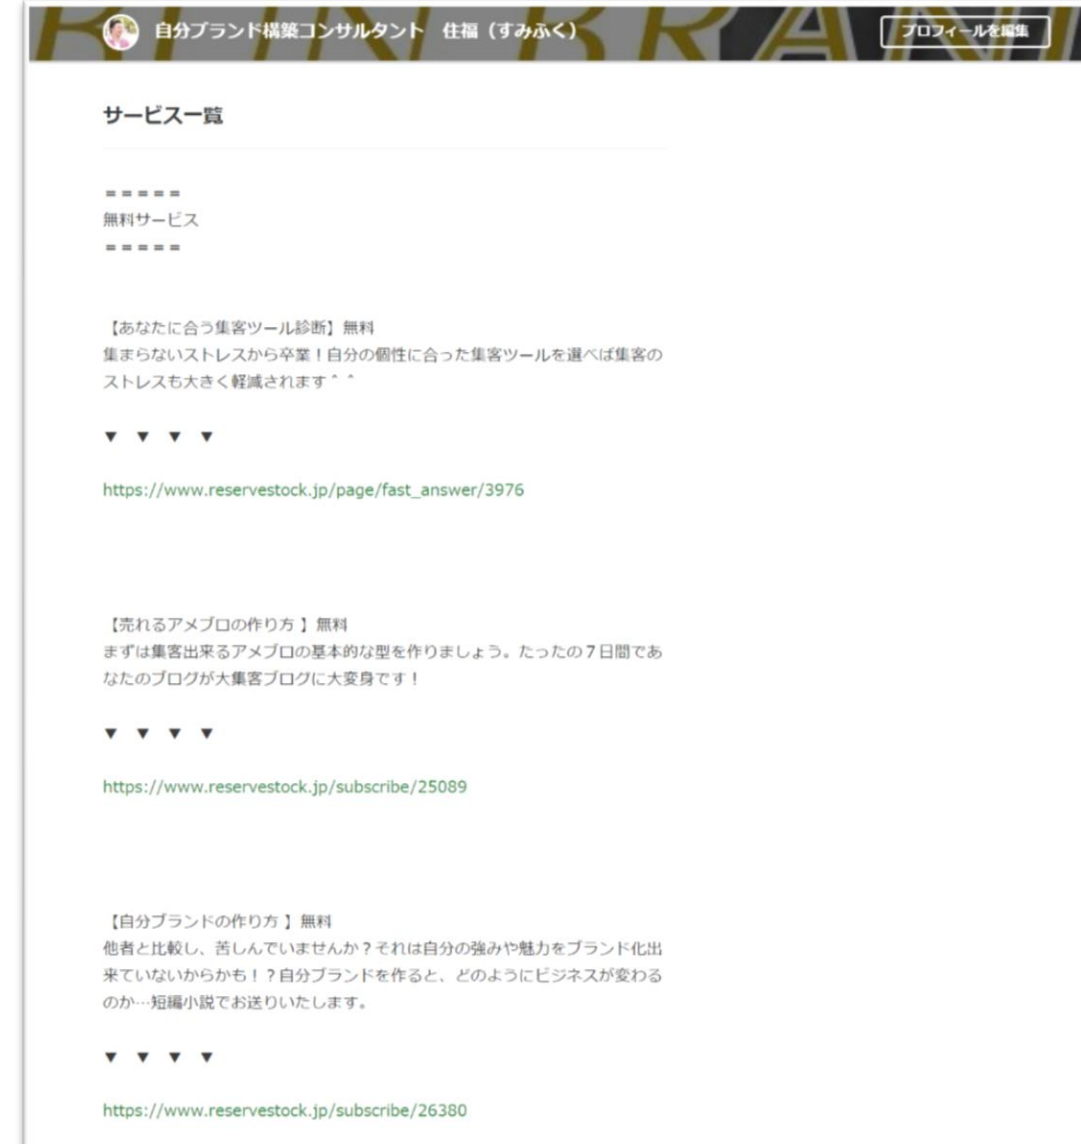 自分ブランド構築コンサルタント　住福（すみふく）
プロフィールを編集
サービス一覧
＝＝＝＝＝
無料サービス
＝＝＝＝＝
【あなたに合う集客ツール診断】無料
集まらないストレスから卒業！自分の個性に合った集客ツールを選べば集客の
ストレスも大きく軽減されます＾＾
▼　▼　▼　▼
https://www.reservestock.jp/page/fast_answer/3976
【売れるアメブロの作り方 】無料
まずは集客出来るアメブロの基本的な型を作りましょう。たったの７日間であ
なたのブログが大集客ブログに大変身です！
▼　▼　▼　▼
https://www.reservestock.jp/subscribe/25089
【自分ブランドの作り方 】無料
他者と比較し、苦しんでいませんか？それは自分の強みや魅力をブランド化出
来ていないからかも！？自分ブランドを作ると、どのようにビジネスが変わる
のか…短編小説でお送りいたします。
▼　▼　▼　▼
https://www.reservestock.jp/subscribe/26380